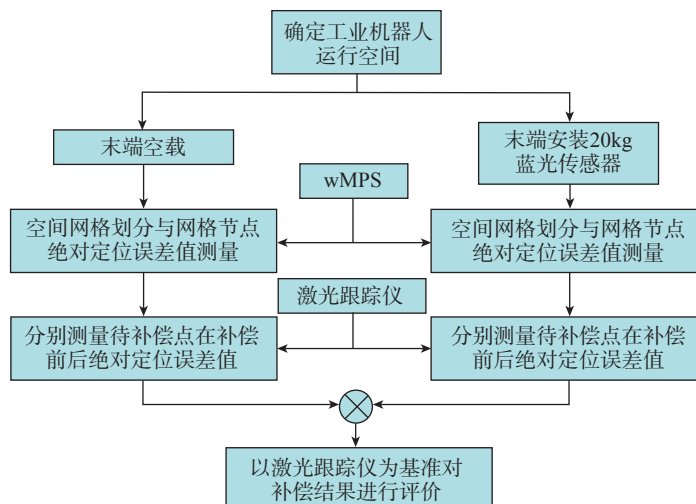 确定工业机器人
运行空间
末端空载
末端安装20kg
蓝光传感器
wMPS
空间网格划分与网格节点
绝对定位误差值测量
空间网格划分与网格节点
绝对定位误差值测量
激光跟踪仪
分别测量待补偿点在补偿
前后绝对定位误差值
分别测量待补偿点在补偿
前后绝对定位误差值
以激光跟踪仪为基准对
补偿结果进行评价